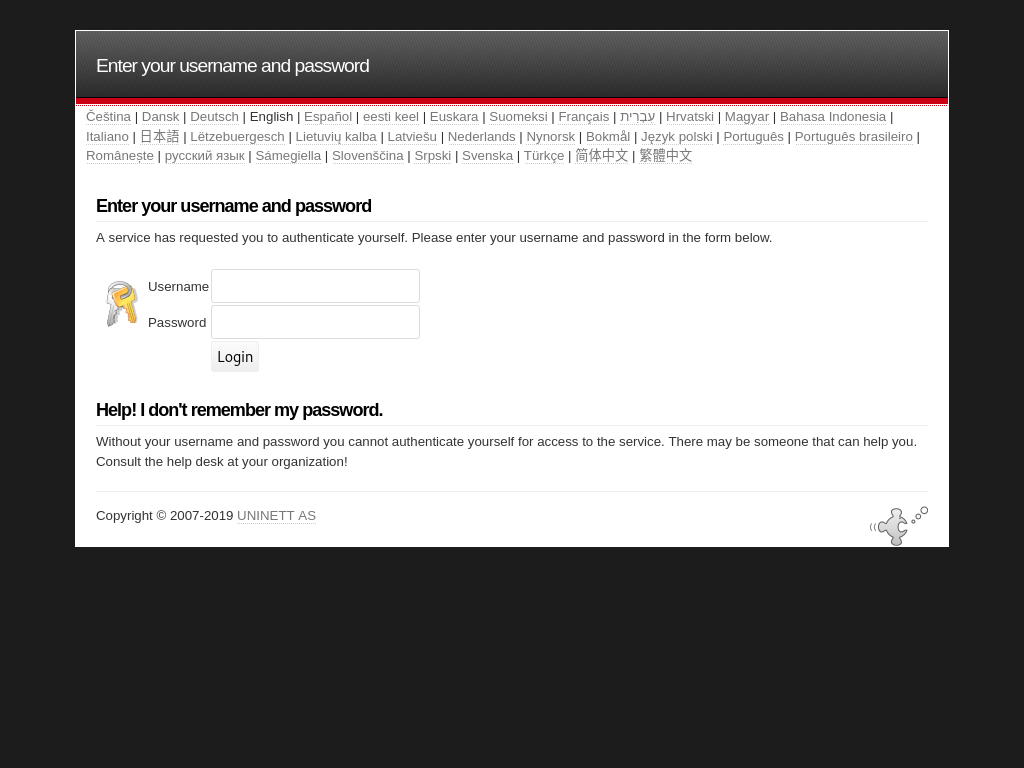 Enter your username and password
Čeština | Dansk | Deutsch | English | Español | eesti keel | Euskara | Suomeksi | Français | עברית | Hrvatski | Magyar | Bahasa Indonesia |
Italiano | 日本語 | Lëtzebuergesch | Lietuvių kalba | Latviešu | Nederlands | Nynorsk | Bokmål | Język polski | Português | Português brasileiro |
Românește | русский язык | Sámegiella | Slovenščina | Srpski | Svenska | Türkçe | 简体中文 | 繁體中文
Enter your username and password
A service has requested you to authenticate yourself. Please enter your username and password in the form below.
Username
Password
Login
Help! I don't remember my password.
Without your username and password you cannot authenticate yourself for access to the service. There may be someone that can help you.
Consult the help desk at your organization!
Copyright © 2007-2019 UNINETT AS